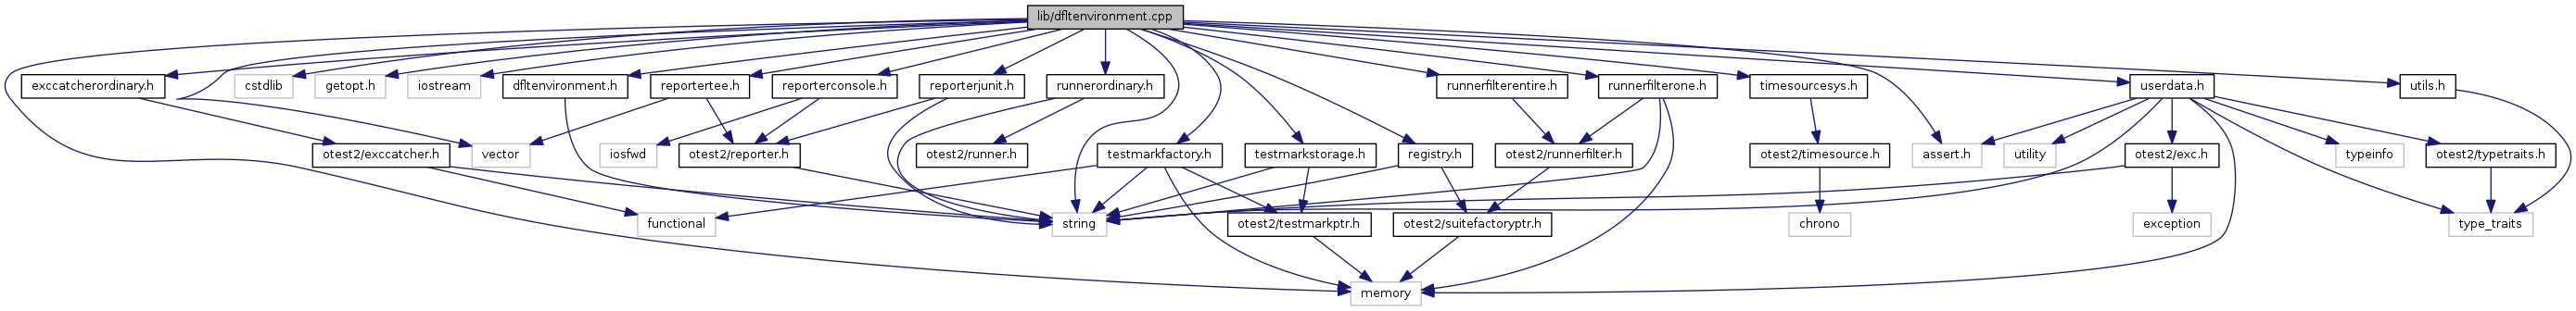 lib/dfltenvironment.cpp
exccatcherordinary.h
cstdlib
getopt.h
iostream
dfltenvironment.h
reportertee.h
reporterconsole.h
reporterjunit.h
runnerordinary.h
runnerfilterentire.h
runnerfilterone.h
timesourcesys.h
userdata.h
utils.h
otest2/exccatcher.h
vector
iosfwd
otest2/reporter.h
otest2/runner.h
testmarkfactory.h
testmarkstorage.h
registry.h
otest2/runnerfilter.h
otest2/timesource.h
assert.h
utility
otest2/exc.h
typeinfo
otest2/typetraits.h
functional
string
otest2/testmarkptr.h
otest2/suitefactoryptr.h
chrono
exception
type_traits
memory